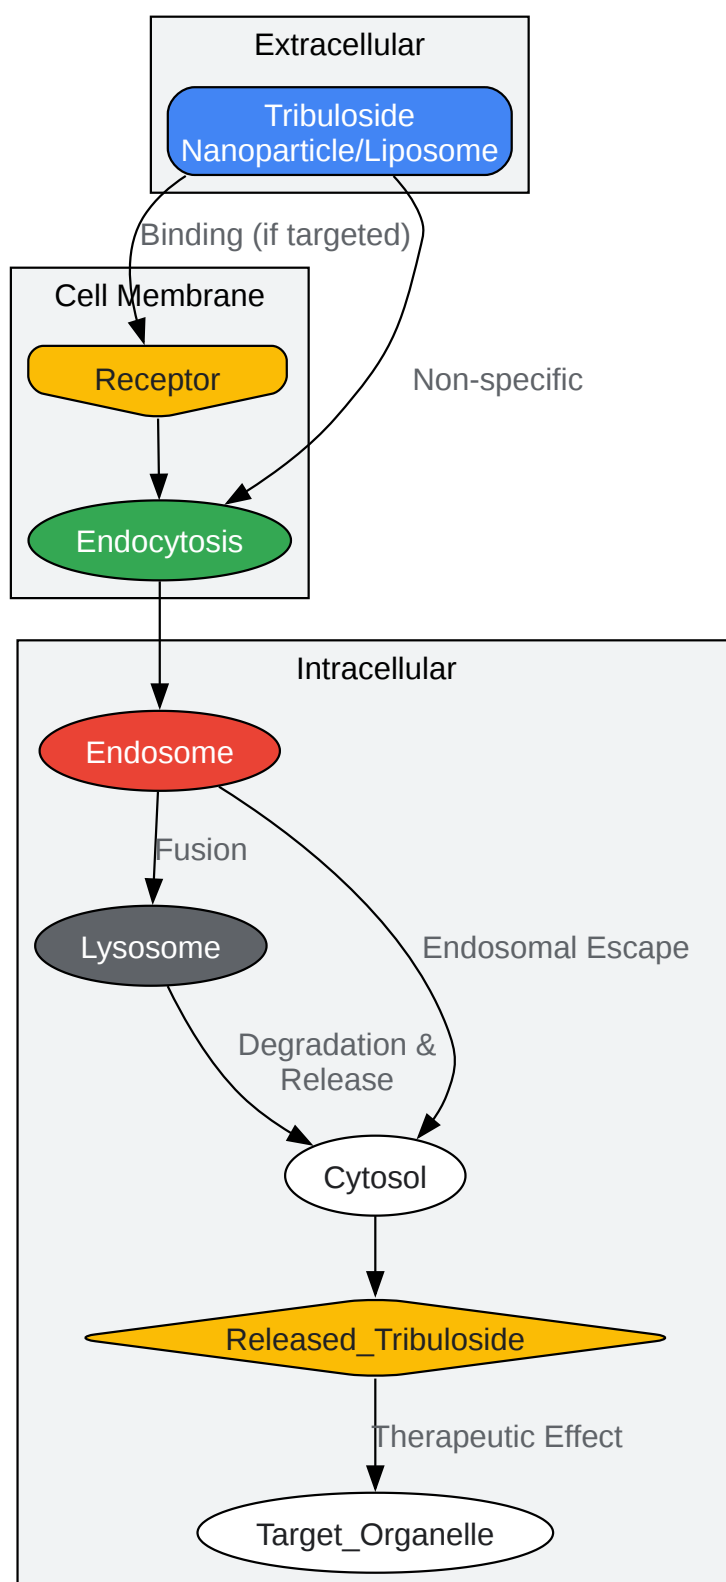 Extracellular
Tribuloside
Nanoparticle/Liposome
Binding (if targeted)
Cell Membrane
Receptor
Non-specific
Endocytosis
Intracellular
Endosome
Fusion
Lysosome
Endosomal Escape
Degradation &
Release
Cytosol
Released_Tribuloside
Therapeutic Effect
Target_Organelle